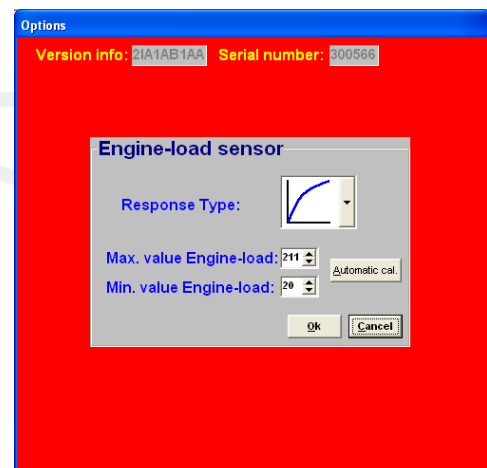 Options
Version info: 2IA1AB1AA Serial number: 300566
Engine-load sensor
Response Type:
Max. value Engine-load: 211
Automatic cal.
Min. value Engine-load: 20
Ok Cancel